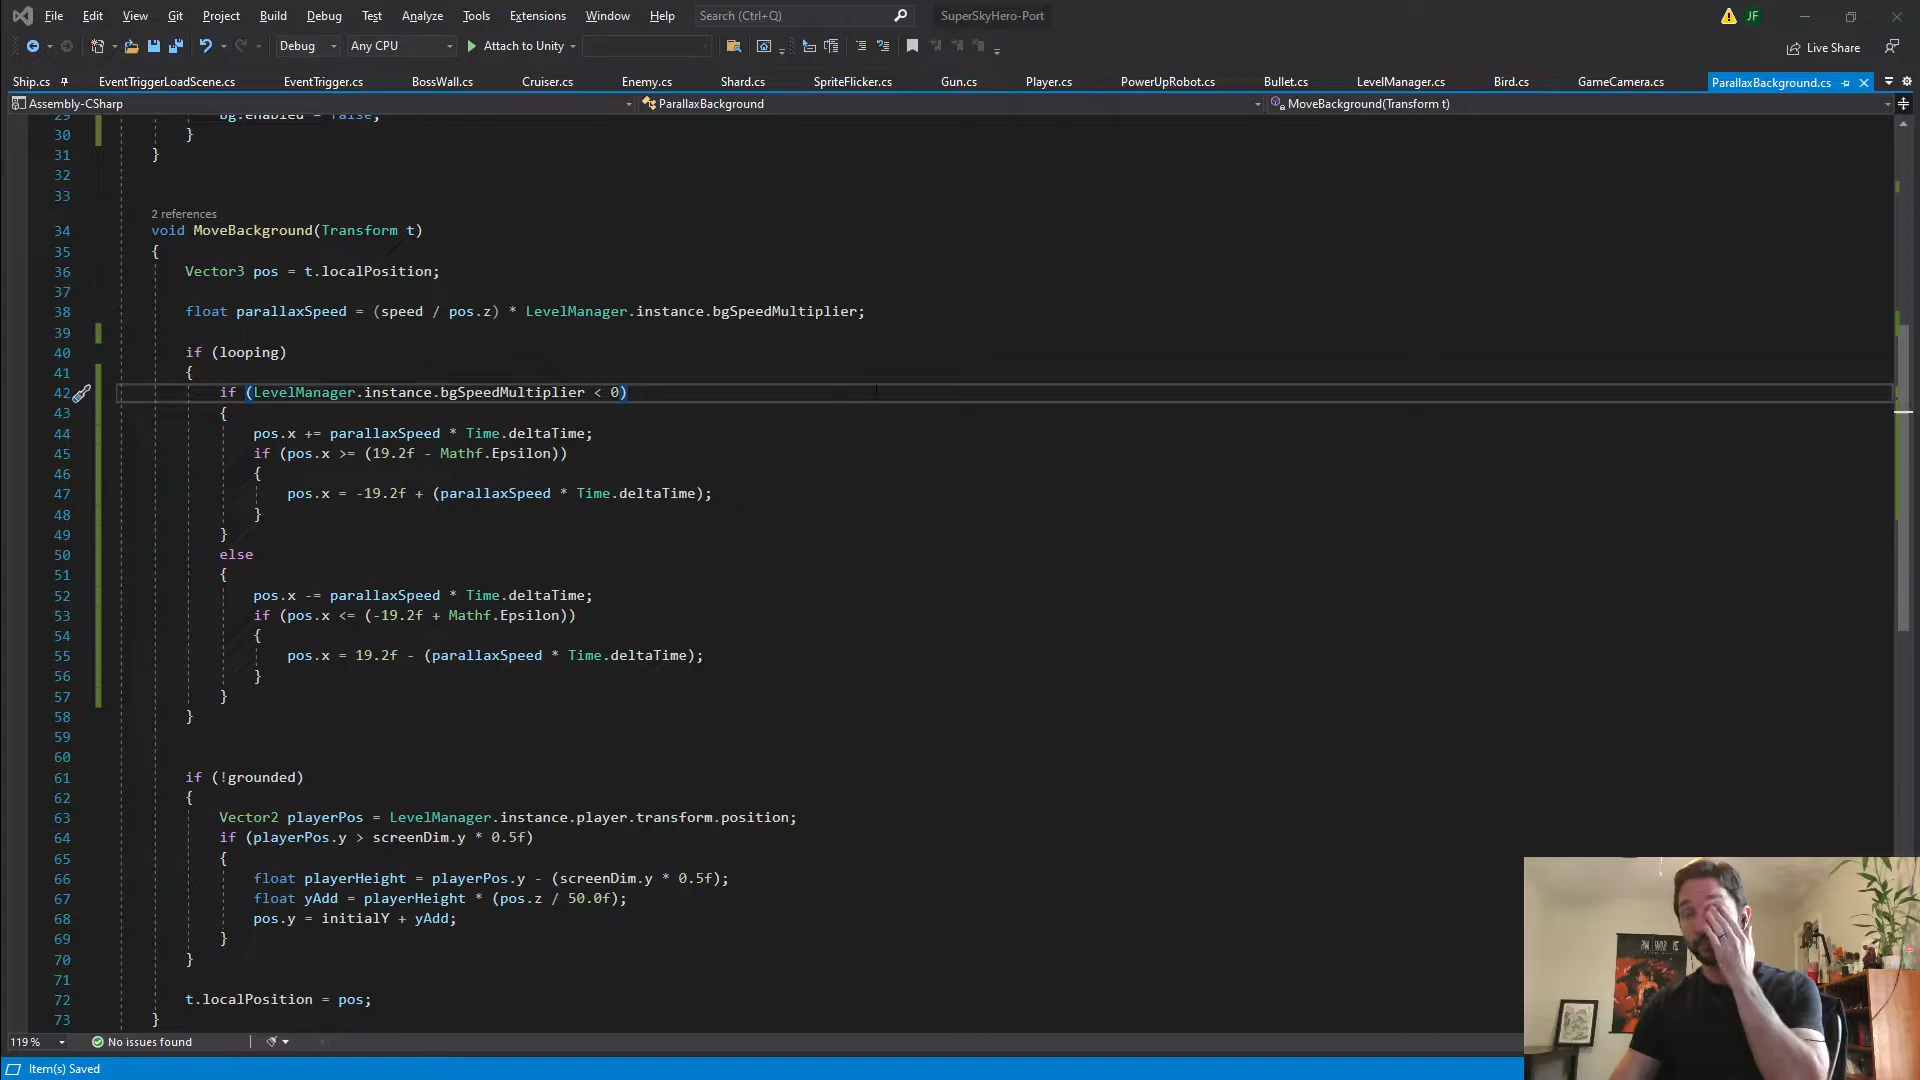 File Edit View Git Project Build Debug Test Analyze Tools Extensions Window Help Search (Ctrl+Q) SuperSkyHero-Port JF
Debug Any CPU Attach to Unity Live Share
Ship.cs EventTriggerLoadScene.cs EventTrigger.cs BossWall.cs Cruiser.cs Enemy.cs Shard.cs SpriteFlicker.cs Gun.cs Player.cs PowerUpRobot.cs Bullet.cs LevelManager.cs Bird.cs GameCamera.cs ParallaxBackground.cs
Assembly-CSharp ParallaxBackground MoveBackground(Transform t)
29 bg.enabled = false;
30 }
31 }
32
33
2 references
34 void MoveBackground(Transform t)
35 {
36 Vector3 pos = t.localPosition;
37
38 float parallaxSpeed = (speed / pos.z) * LevelManager.instance.bgSpeedMultiplier;
39
40 if (looping)
41 {
42 if (LevelManager.instance.bgSpeedMultiplier < 0)
43 {
44 pos.x += parallaxSpeed * Time.deltaTime;
45 if (pos.x >= (19.2f - Mathf.Epsilon))
46 {
47 pos.x = -19.2f + (parallaxSpeed * Time.deltaTime);
48 }
49 }
50 else
51 {
52 pos.x -= parallaxSpeed * Time.deltaTime;
53 if (pos.x <= (-19.2f + Mathf.Epsilon))
54 {
55 pos.x = 19.2f - (parallaxSpeed * Time.deltaTime);
56 }
57 }
58 }
59
60
61 if (!grounded)
62 {
63 Vector2 playerPos = LevelManager.instance.player.transform.position;
64 if (playerPos.y > screenDim.y * 0.5f)
65 {
66 float playerHeight = playerPos.y - (screenDim.y * 0.5f);
67 float yAdd = playerHeight * (pos.z / 50.0f);
68 pos.y = initialY + yAdd;
69 }
70 }
71
72 t.localPosition = pos;
73 }
119 % No issues found
Item(s) Saved